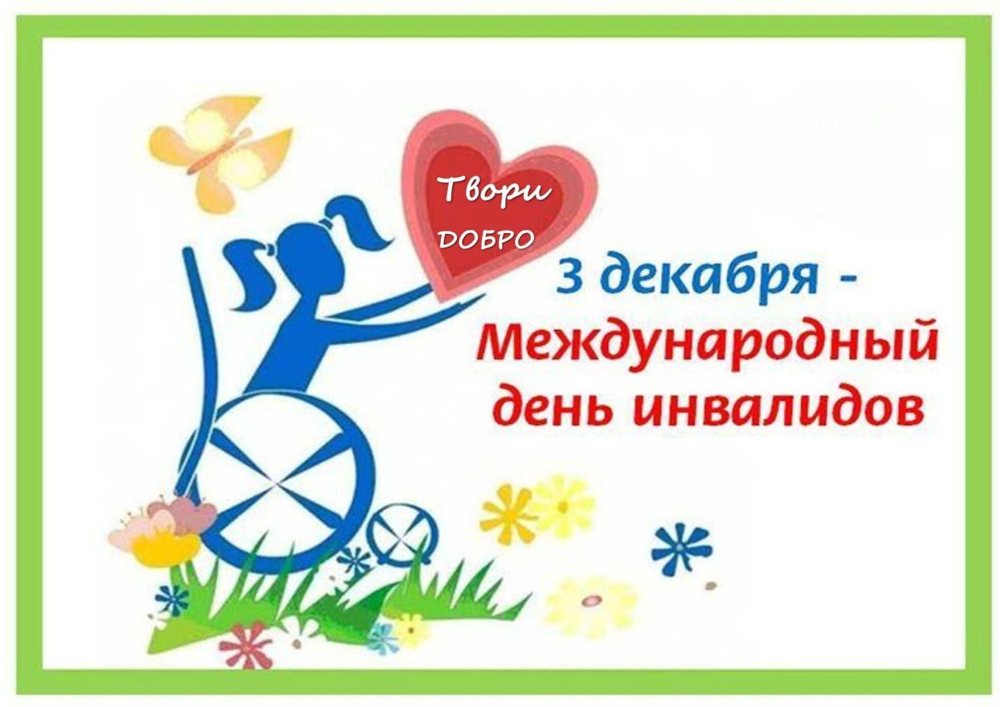 Твори
ДОБРО
3 декабря -
Международный
день инвалидов